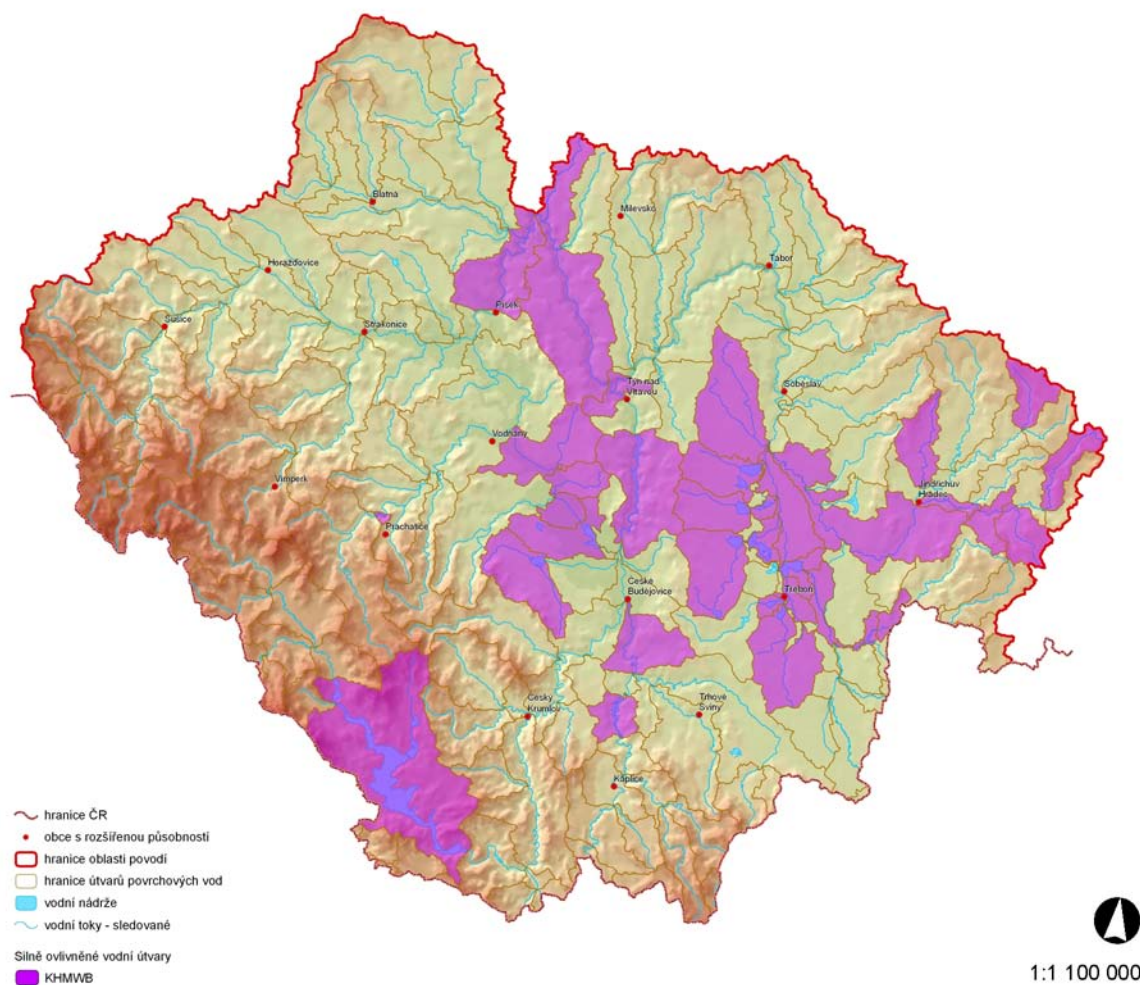 Blatná
Milevsko
Tábor
Horažďovice
Písek
Sušice
Strakonice
Týn nad
Vltavou
Soběslav
Vodňany
Vimperk
Jindřichův
Hradec
Prachatice
České
Budějovice
Třeboň
Český
Krumlov
Trhové
Sviny
Kaplice
hranice ČR
obce s rozšířenou působností
hranice oblasti povodí
hranice útvarů povrchových vod
vodní nádrže
vodní toky - sledované
Silně ovlivněné vodní útvary
KHMWB
1:1 100 000